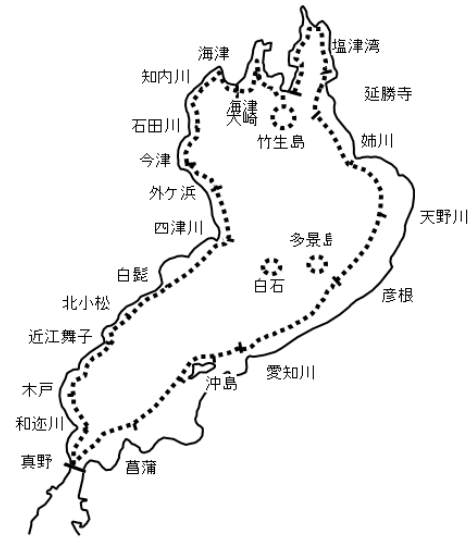 塩津湾
海津
知内川
延勝寺
海津
大崎
石田川
竹生島
姉川
今津
外ケ浜
天野川
四津川
多景島
白髭
白石
彦根
北小松
近江舞子
愛知川
沖島
木戸
和迩川
真野
菖蒲